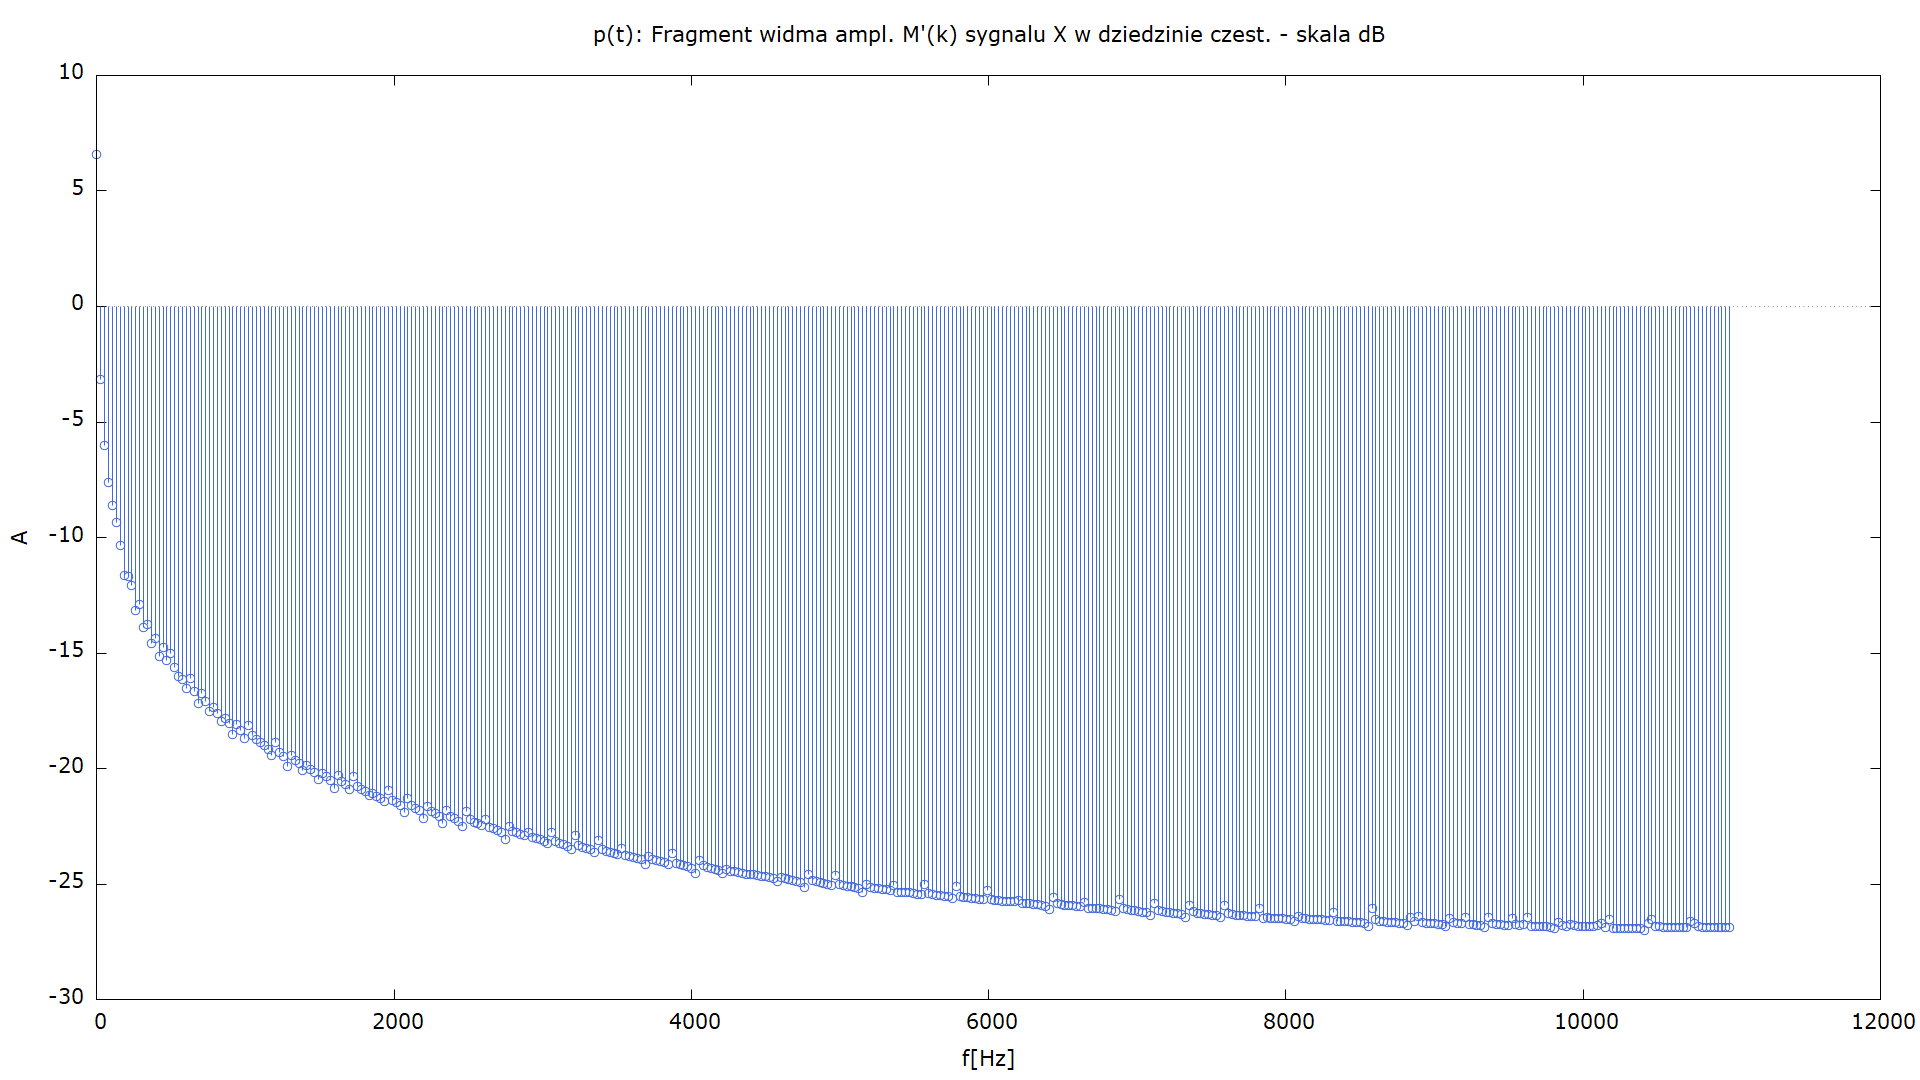 p(t): Fragment widma ampl. M'(k) sygnalu X w dziedzinie czest. - skala dB
10
5
0
-5
-10
-15
-20
-25
-30
A
0 2000 4000 6000 8000 10000 12000
f[Hz]